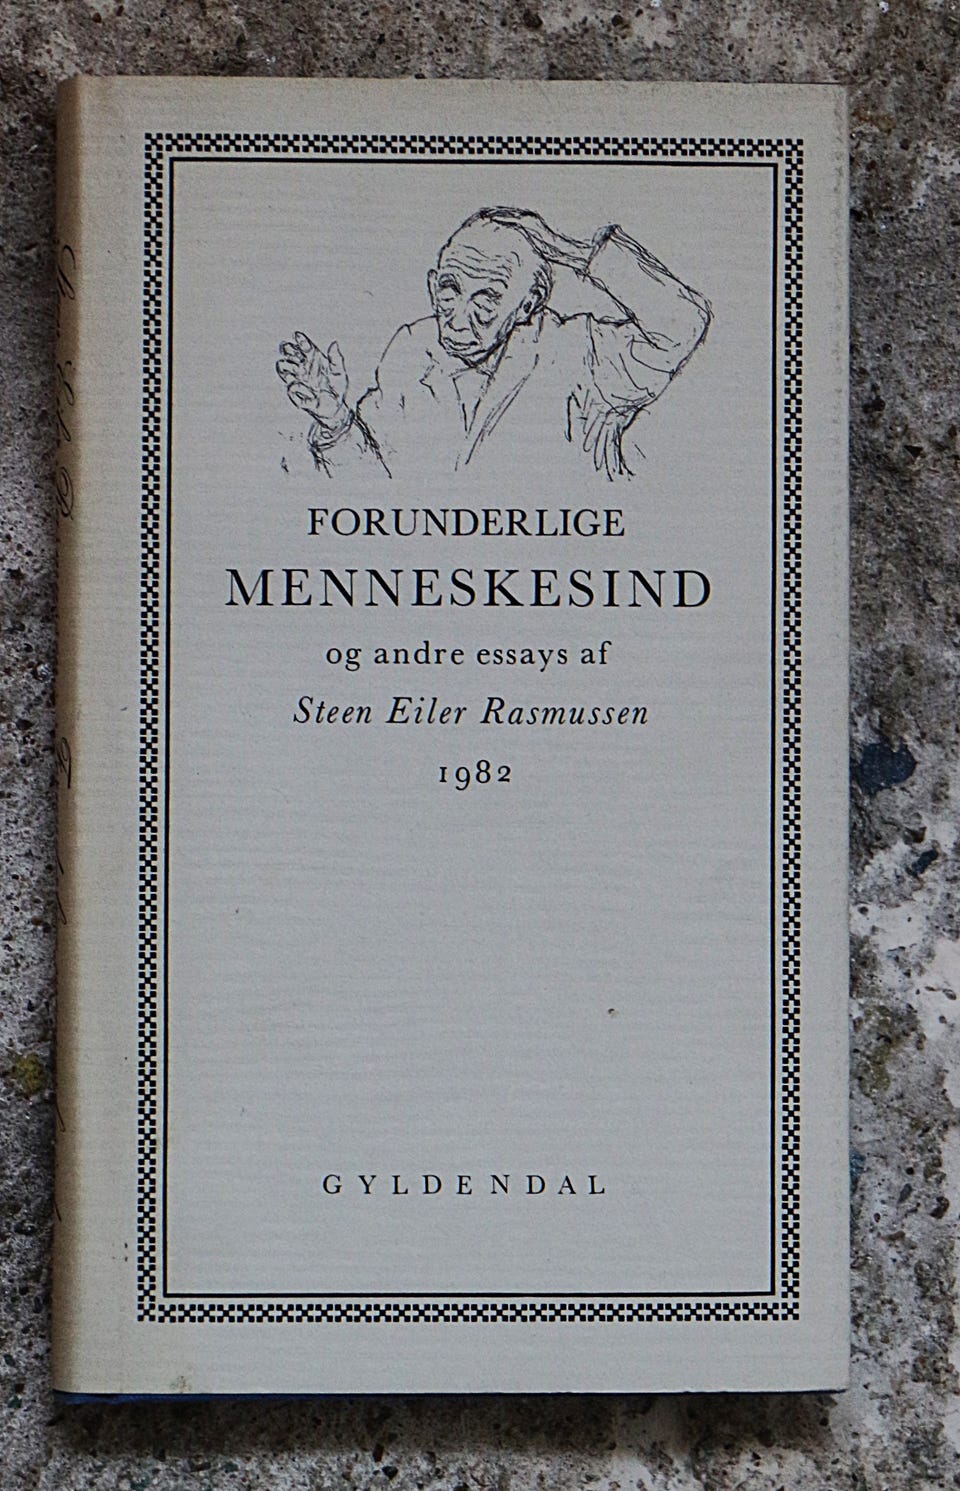 FORUNDERLIGE
MENNESKESIND
og andre essays af
Steen Eiler Rasmussen
1982
GYLDENDAL